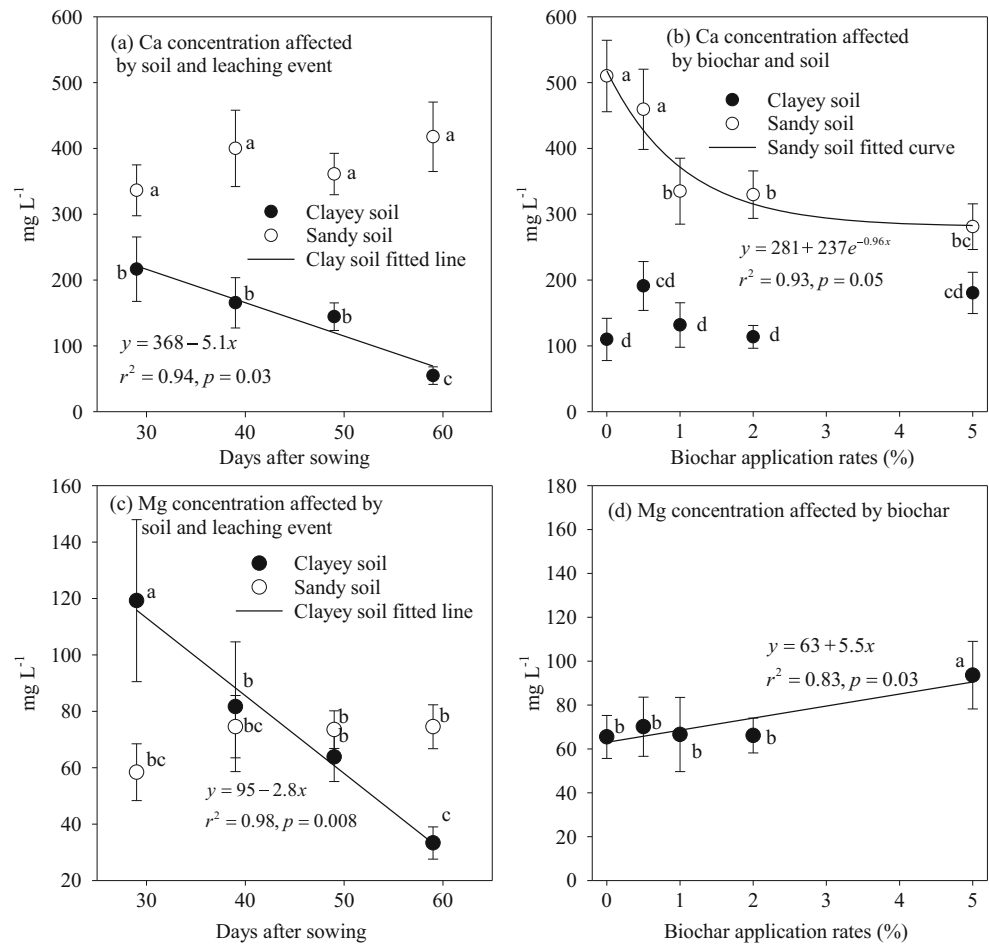 (a) Ca concentration affected
by soil and leaching event
mg L⁻¹
600
500
400
300
200
100
0
a
a
a
a
Clayey soil
Sandy soil
Clay soil fitted line
b
b
b
c
y = 368 − 5.1x
r² = 0.94, p = 0.03
30
40
50
60
Days after sowing
(b) Ca concentration affected
by biochar and soil
mg L⁻¹
600
500
400
300
200
100
0
Clayey soil
Sandy soil
Sandy soil fitted curve
a
a
b
b
bc
y = 281 + 237e^−0.96x
r² = 0.93, p = 0.05
d
cd
d
d
cd
0
1
2
3
4
5
Biochar application rates (%)
(c) Mg concentration affected by
soil and leaching event
mg L⁻¹
160
140
120
100
80
60
40
20
Clayey soil
Sandy soil
Clayey soil fitted line
a
b
bc
bc
b
b
b
c
y = 95 − 2.8x
r² = 0.98, p = 0.008
30
40
50
60
Days after sowing
(d) Mg concentration affected by biochar
mg L⁻¹
180
160
140
120
100
80
60
40
20
0
y = 63 + 5.5x
r² = 0.83, p = 0.03
b
b
b
b
a
0
1
2
3
4
5
Biochar application rates (%)